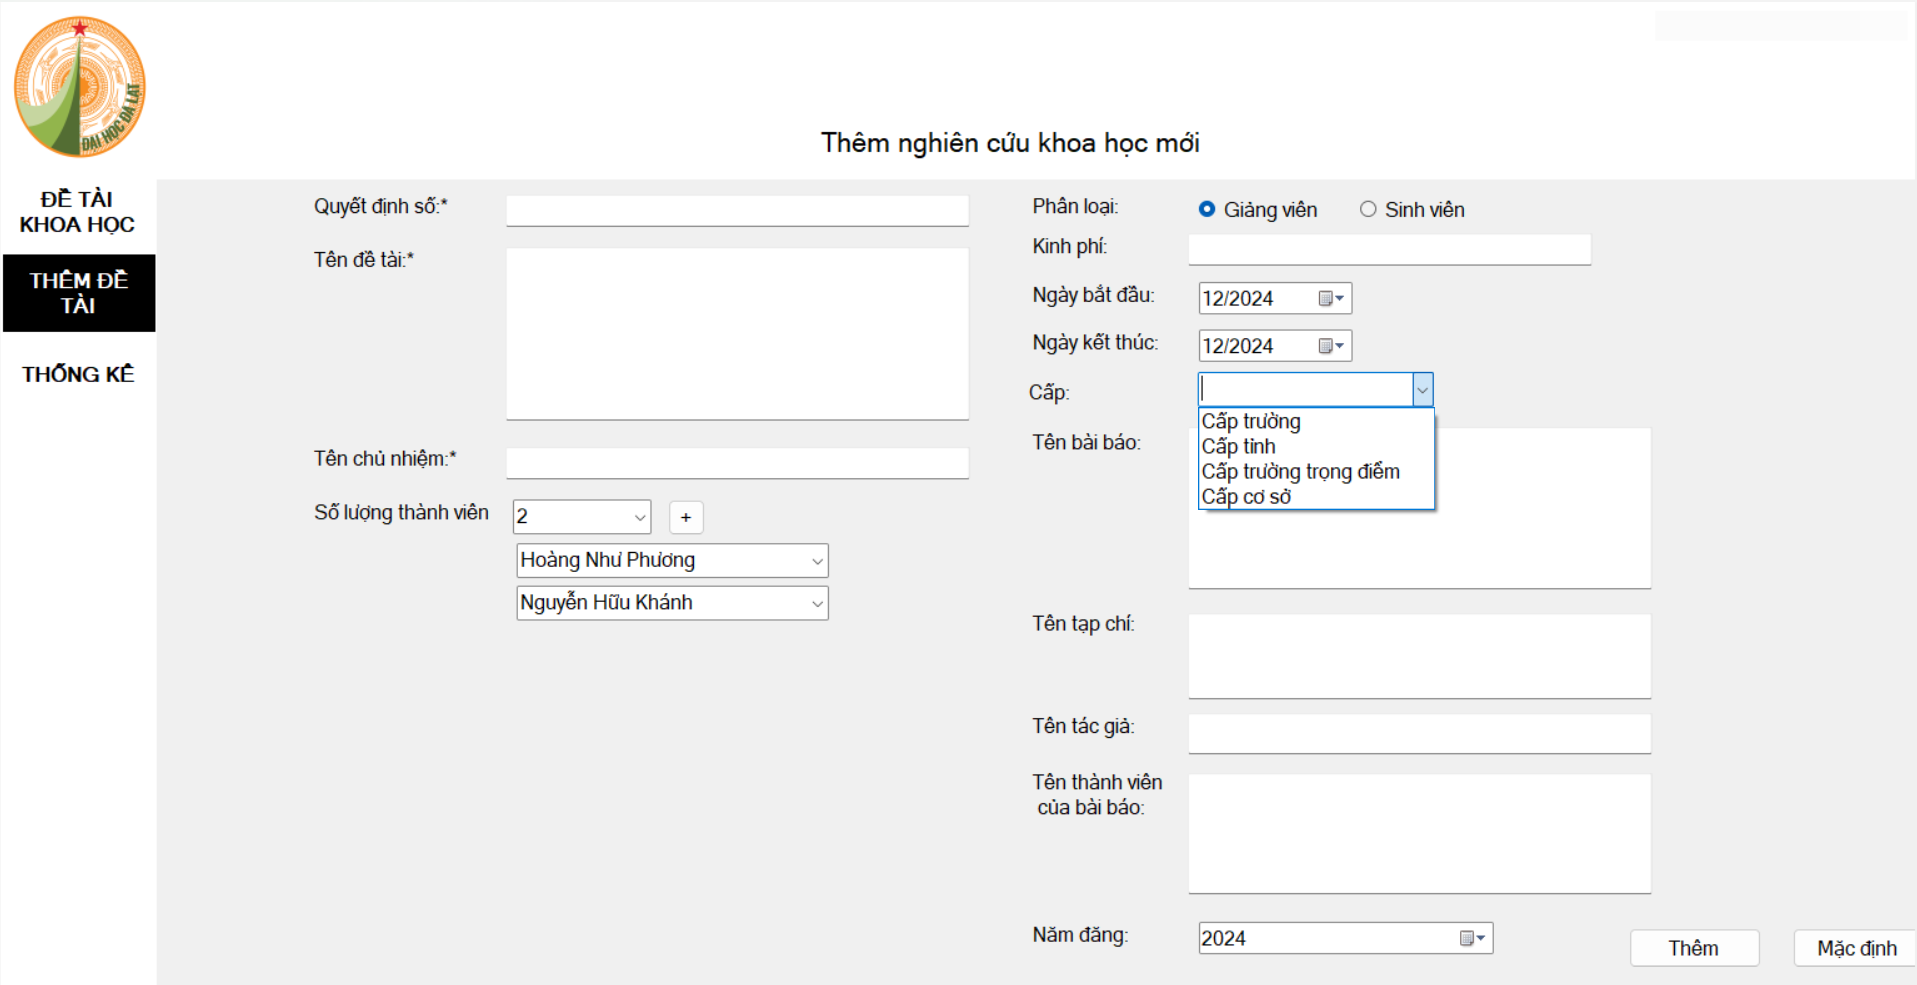 ĐẠI HỌC ĐÀ LẠT
Thêm nghiên cứu khoa học mới
ĐỀ TÀI
KHOA HỌC
THÊM ĐỀ
TÀI
THỐNG KÊ
Quyết định số:*
Tên đề tài:*
Tên chủ nhiệm:*
Số lượng thành viên
2
+
Hoàng Như Phương
Nguyễn Hữu Khánh
Phân loại:
Giảng viên
Sinh viên
Kinh phí:
Ngày bắt đầu:
12/2024
Ngày kết thúc:
12/2024
Cấp:
Cấp trường
Cấp tỉnh
Cấp trường trọng điểm
Cấp cơ sở
Tên bài báo:
Tên tạp chí:
Tên tác giả:
Tên thành viên
của bài báo:
Năm đăng:
2024
Thêm
Mặc định